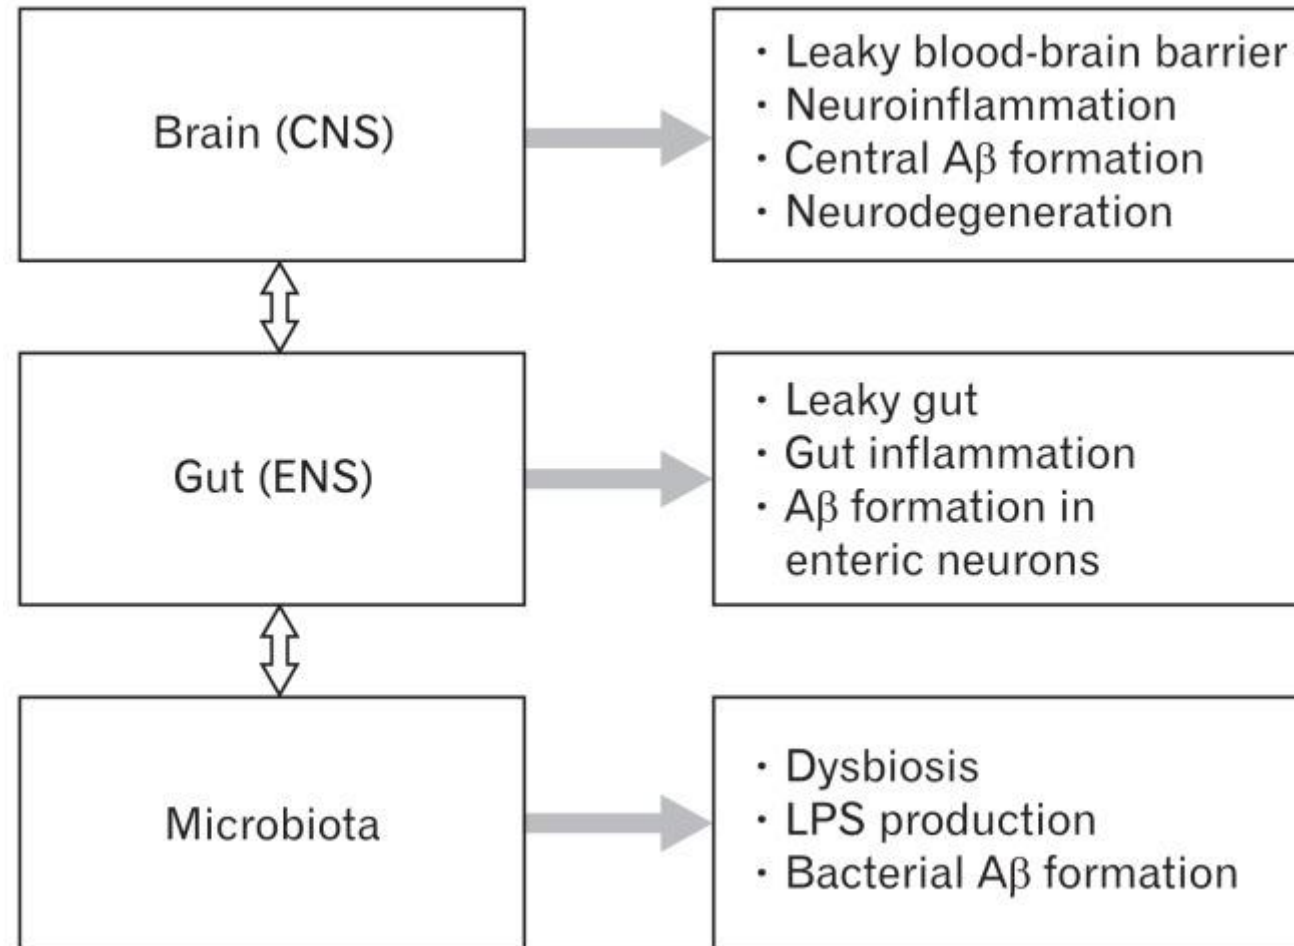 Brain (CNS)
· Leaky blood-brain barrier
· Neuroinflammation
· Central Aβ formation
· Neurodegeneration
Gut (ENS)
· Leaky gut
· Gut inflammation
· Aβ formation in
enteric neurons
Microbiota
· Dysbiosis
· LPS production
· Bacterial Aβ formation